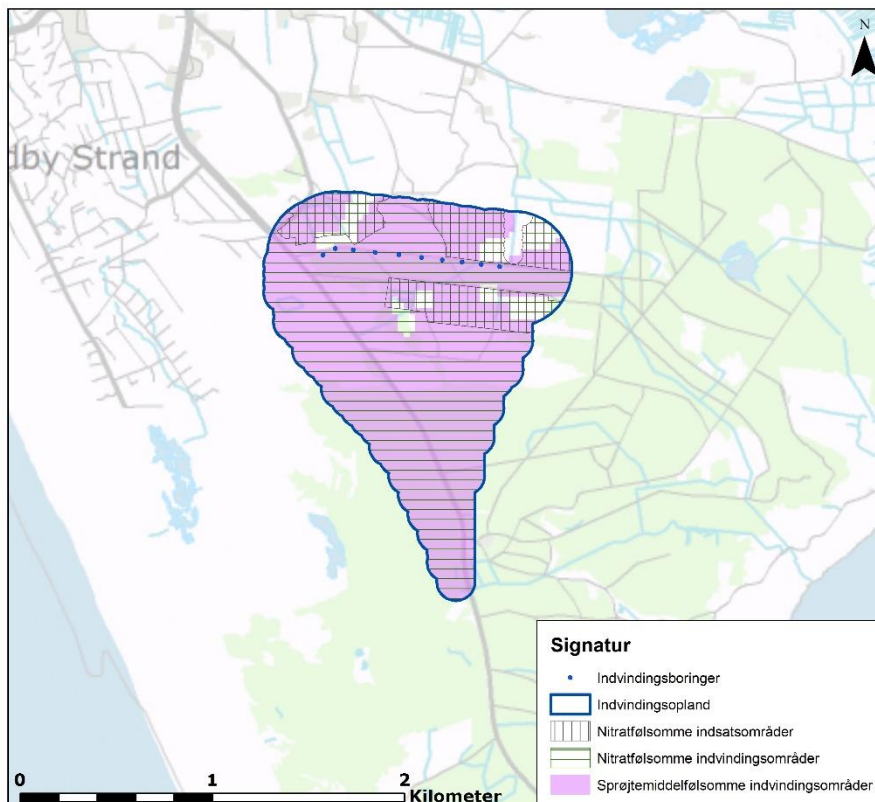 N
dby Strand
Signatur
Indvindingsboringer
Indvindingsopland
Nitratfølsomme indsatsområder
Nitratfølsomme indvindingsområder
Sprøjtemiddelfølsomme indvindingsområder
0 1 2
Kilometer